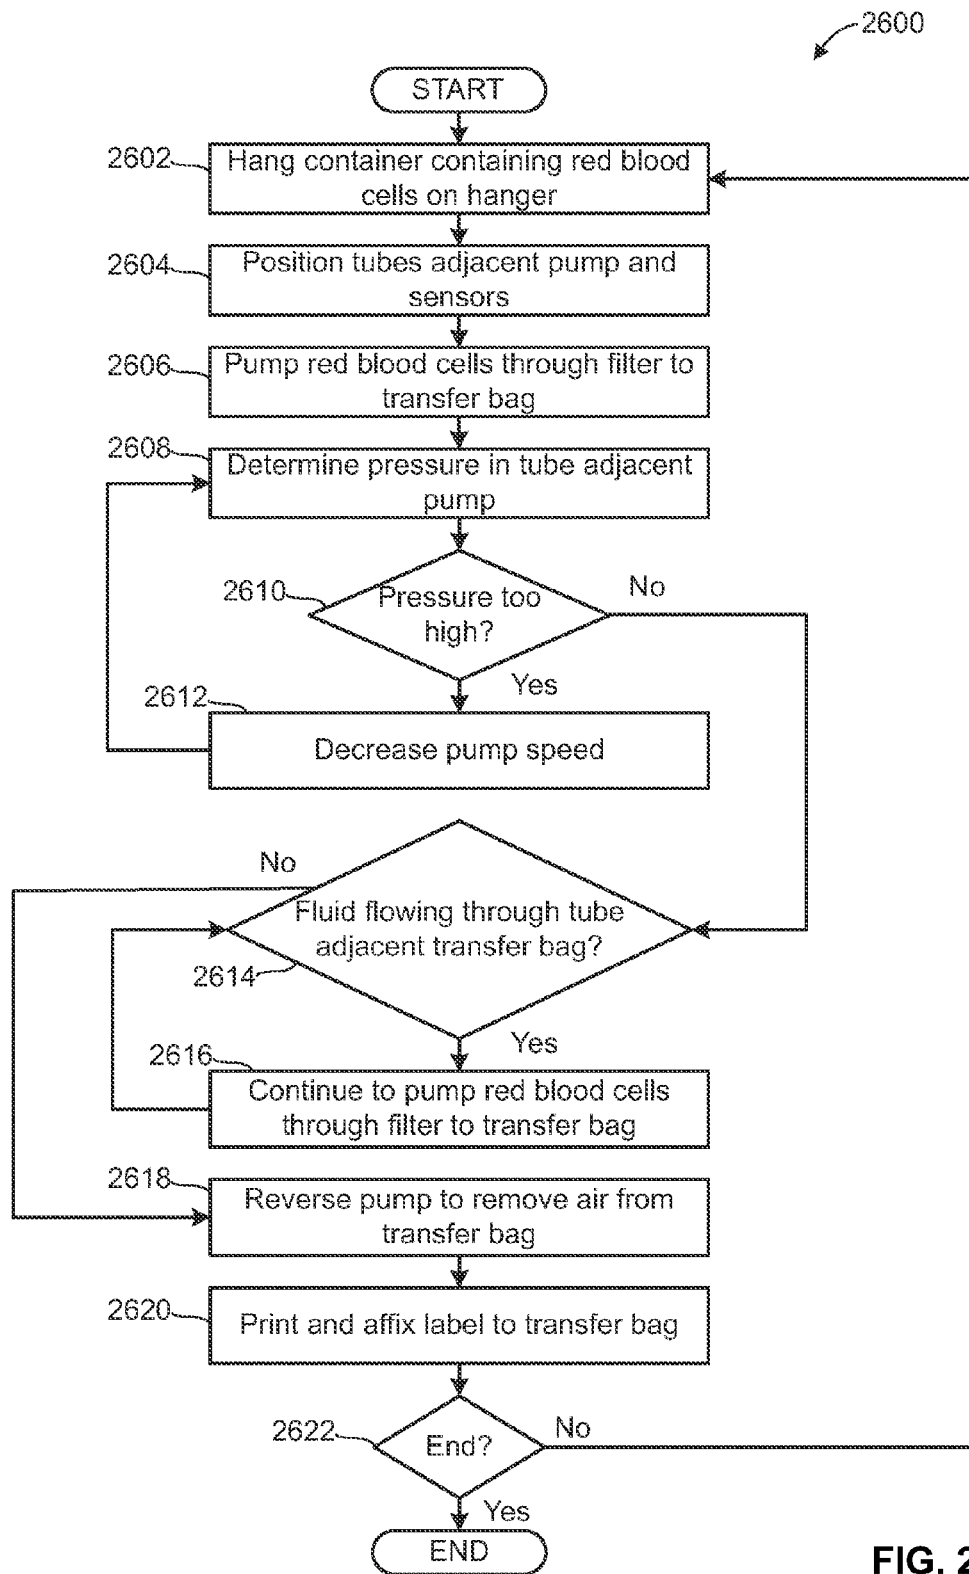 2600
START
2602
Hang container containing red blood
cells on hanger
2604
Position tubes adjacent pump and
sensors
2606
Pump red blood cells through filter to
transfer bag
2608
Determine pressure in tube adjacent
pump
2610
Pressure too
high?
No
Yes
2612
Decrease pump speed
No
Fluid flowing through tube
adjacent transfer bag?
2614
Yes
2616
Continue to pump red blood cells
through filter to transfer bag
2618
Reverse pump to remove air from
transfer bag
2620
Print and affix label to transfer bag
2622
End?
No
Yes
END
FIG. 2